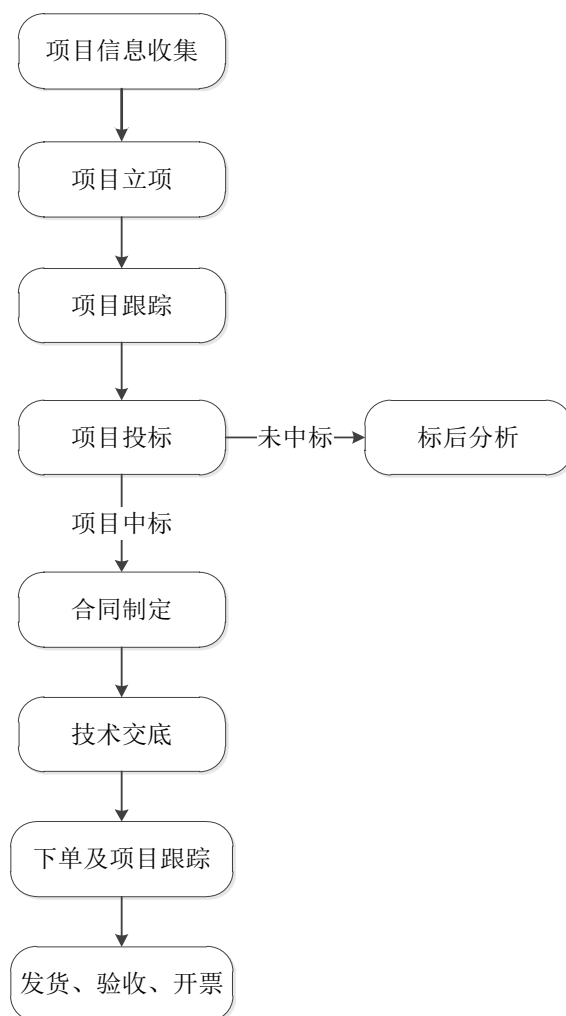 项目信息收集
项目立项
项目跟踪
项目投标
未中标
标后分析
项目中标
合同制定
技术交底
下单及项目跟踪
发货、验收、开票